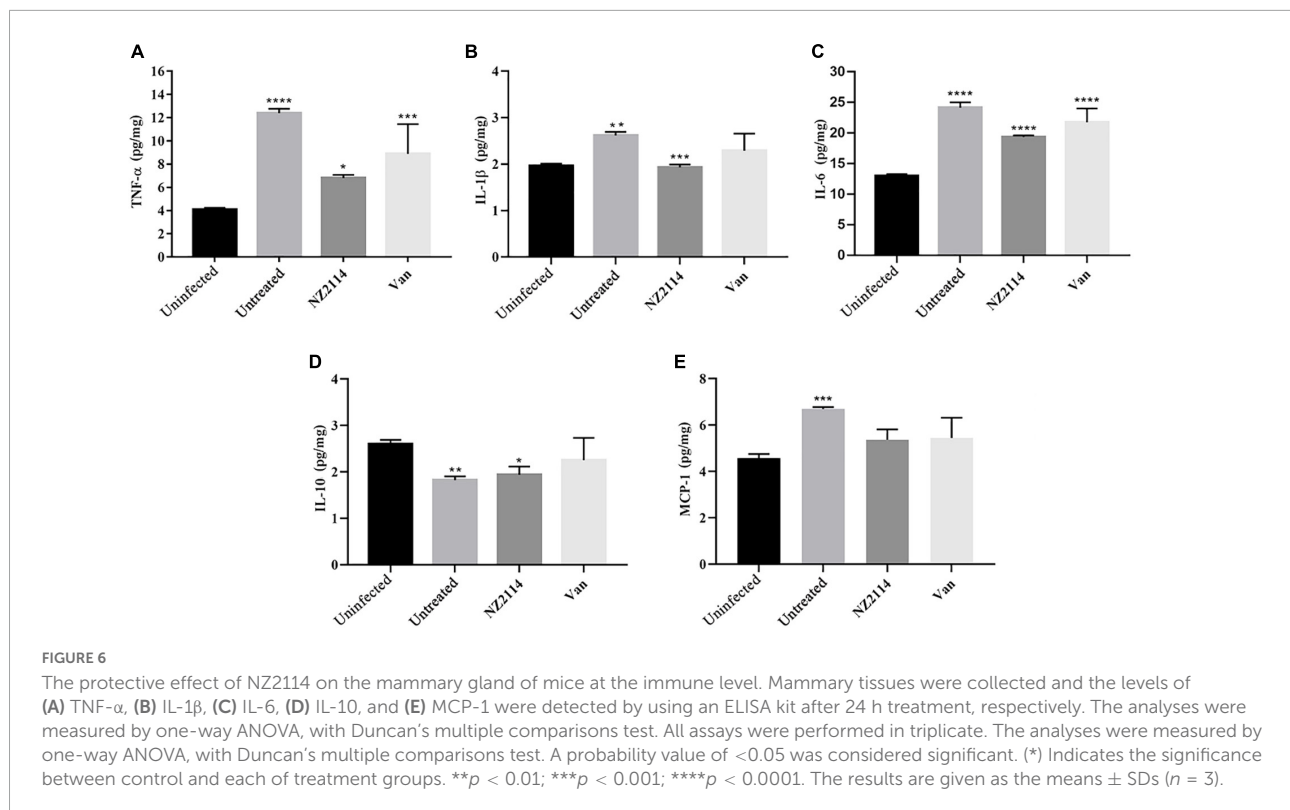 A
TNF-α (pg/mg)
16
14
12
10
8
6
4
2
0
****
*
***
Uninfected
Untreated
NZ2114
Van
B
IL-1β (pg/mg)
4
3
2
1
0
**
***
Uninfected
Untreated
NZ2114
Van
C
IL-6 (pg/mg)
30
25
20
15
10
5
0
****
****
****
Uninfected
Untreated
NZ2114
Van
D
IL-10 (pg/mg)
4
3
2
1
0
**
*
Uninfected
Untreated
NZ2114
Van
E
MCP-1 (pg/mg)
8
6
4
2
0
***
Uninfected
Untreated
NZ2114
Van
FIGURE 6
The protective effect of NZ2114 on the mammary gland of mice at the immune level. Mammary tissues were collected and the levels of
(A) TNF-α, (B) IL-1β, (C) IL-6, (D) IL-10, and (E) MCP-1 were detected by using an ELISA kit after 24 h treatment, respectively. The analyses were
measured by one-way ANOVA, with Duncan's multiple comparisons test. All assays were performed in triplicate. The analyses were measured by
one-way ANOVA, with Duncan's multiple comparisons test. A probability value of <0.05 was considered significant. (*) Indicates the significance
between control and each of treatment groups. **p < 0.01; ***p < 0.001; ****p < 0.0001. The results are given as the means ± SDs (n = 3).